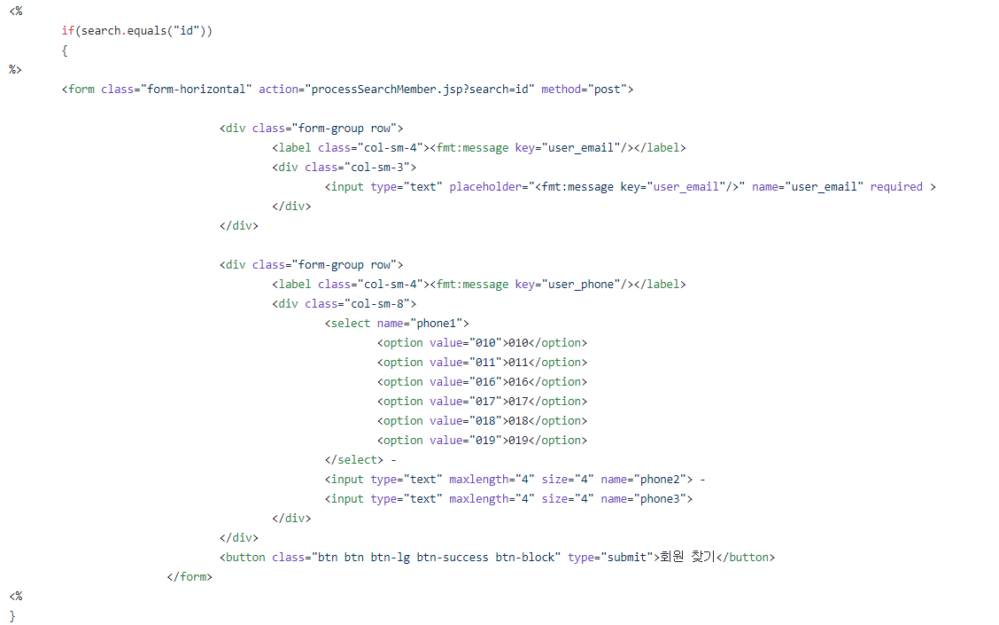 <%
if(search.equals("id"))
{
%>
<form class="form-horizontal" action="processSearchMember.jsp?search=id" method="post">
<div class="form-group row">
<label class="col-sm-4"><fmt:message key="user_email"/></label>
<div class="col-sm-3">
<input type="text" placeholder="<fmt:message key="user_email"/>" name="user_email" required >
</div>
</div>
<div class="form-group row">
<label class="col-sm-4"><fmt:message key="user_phone"/></label>
<div class="col-sm-8">
<select name="phone1">
<option value="010">010</option>
<option value="011">011</option>
<option value="016">016</option>
<option value="017">017</option>
<option value="018">018</option>
<option value="019">019</option>
</select> -
<input type="text" maxlength="4" size="4" name="phone2"> -
<input type="text" maxlength="4" size="4" name="phone3">
</div>
</div>
<button class="btn btn btn-lg btn-success btn-block" type="submit">회원 찾기</button>
</form>
<%
}